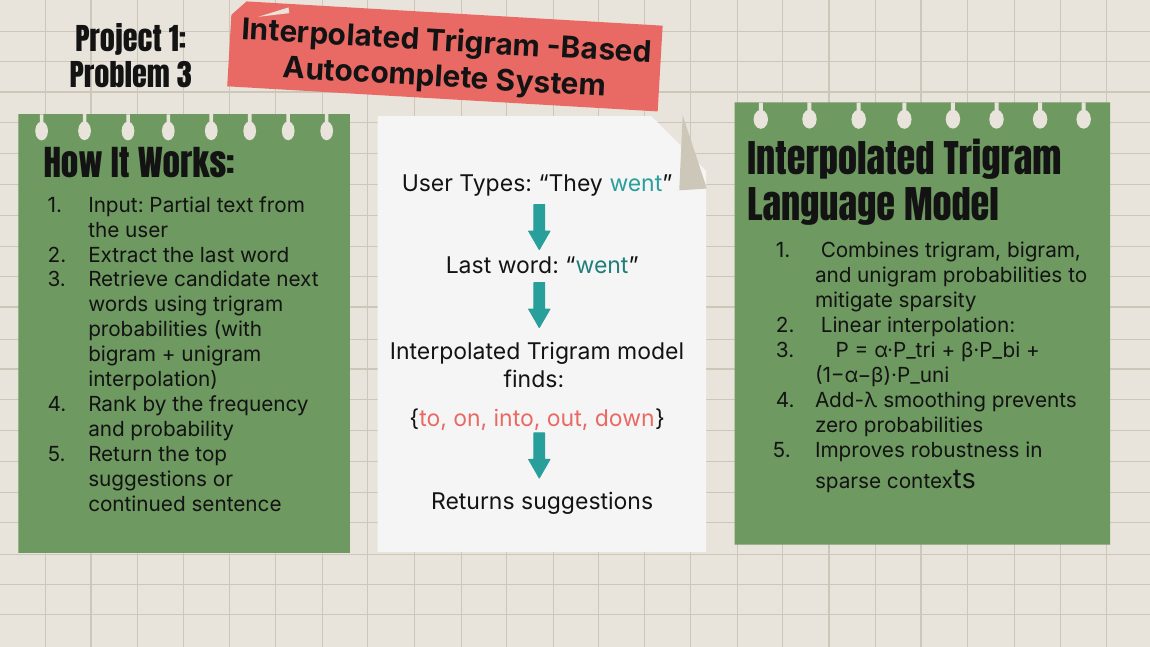 Project 1:
Problem 3
Interpolated Trigram -Based
Autocomplete System
How It Works:
1. Input: Partial text from
the user
2. Extract the last word
3. Retrieve candidate next
words using trigram
probabilities (with
bigram + unigram
interpolation)
4. Rank by the frequency
and probability
5. Return the top
suggestions or
continued sentence
User Types: “They went”
Last word: “went”
Interpolated Trigram model
finds:
{to, on, into, out, down}
Returns suggestions
Interpolated Trigram
Language Model
1. Combines trigram, bigram,
and unigram probabilities to
mitigate sparsity
2. Linear interpolation:
3. P = α·P_tri + β·P_bi +
(1−α−β)·P_uni
4. Add-λ smoothing prevents
zero probabilities
5. Improves robustness in
sparse contexts